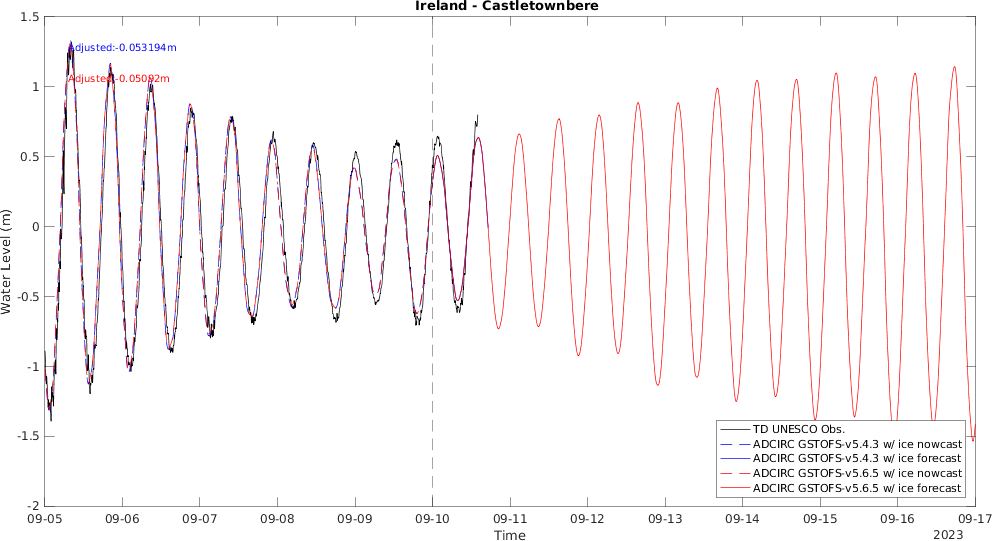 Ireland - Castletownbere
Adjusted:-0.053194m
Adjusted:-0.05092m
Water Level (m)
1.5
1
0.5
0
-0.5
-1
-1.5
-2
TD UNESCO Obs.
ADCIRC GSTOFS-v5.4.3 w/ ice nowcast
ADCIRC GSTOFS-v5.4.3 w/ ice forecast
ADCIRC GSTOFS-v5.6.5 w/ ice nowcast
ADCIRC GSTOFS-v5.6.5 w/ ice forecast
09-05 09-06 09-07 09-08 09-09 09-10 09-11 09-12 09-13 09-14 09-15 09-16 09-17
Time
2023